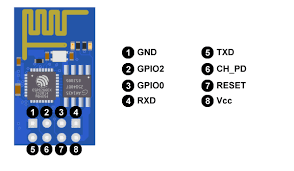 1 GND
2 GPIO2
3 GPIO0
4 RXD
5 TXD
6 CH_PD
7 RESET
8 Vcc
1 2 3 4
5 6 7 8